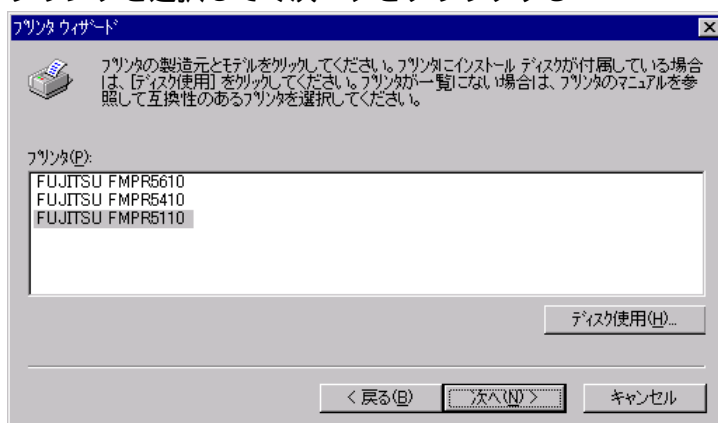 プリンタ ウィザード
プリンタの製造元とモデルをクリックしてください。プリンタにインストール ディスクが付属している場合
は、[ディスク使用] をクリックしてください。プリンタが一覧にない場合は、プリンタのマニュアルを参
照して互換性のあるプリンタを選択してください。
プリンタ(P):
FUJITSU FMPR5610
FUJITSU FMPR5410
FUJITSU FMPR5110
ディスク使用(H)...
< 戻る(B)
次へ(N) >
キャンセル